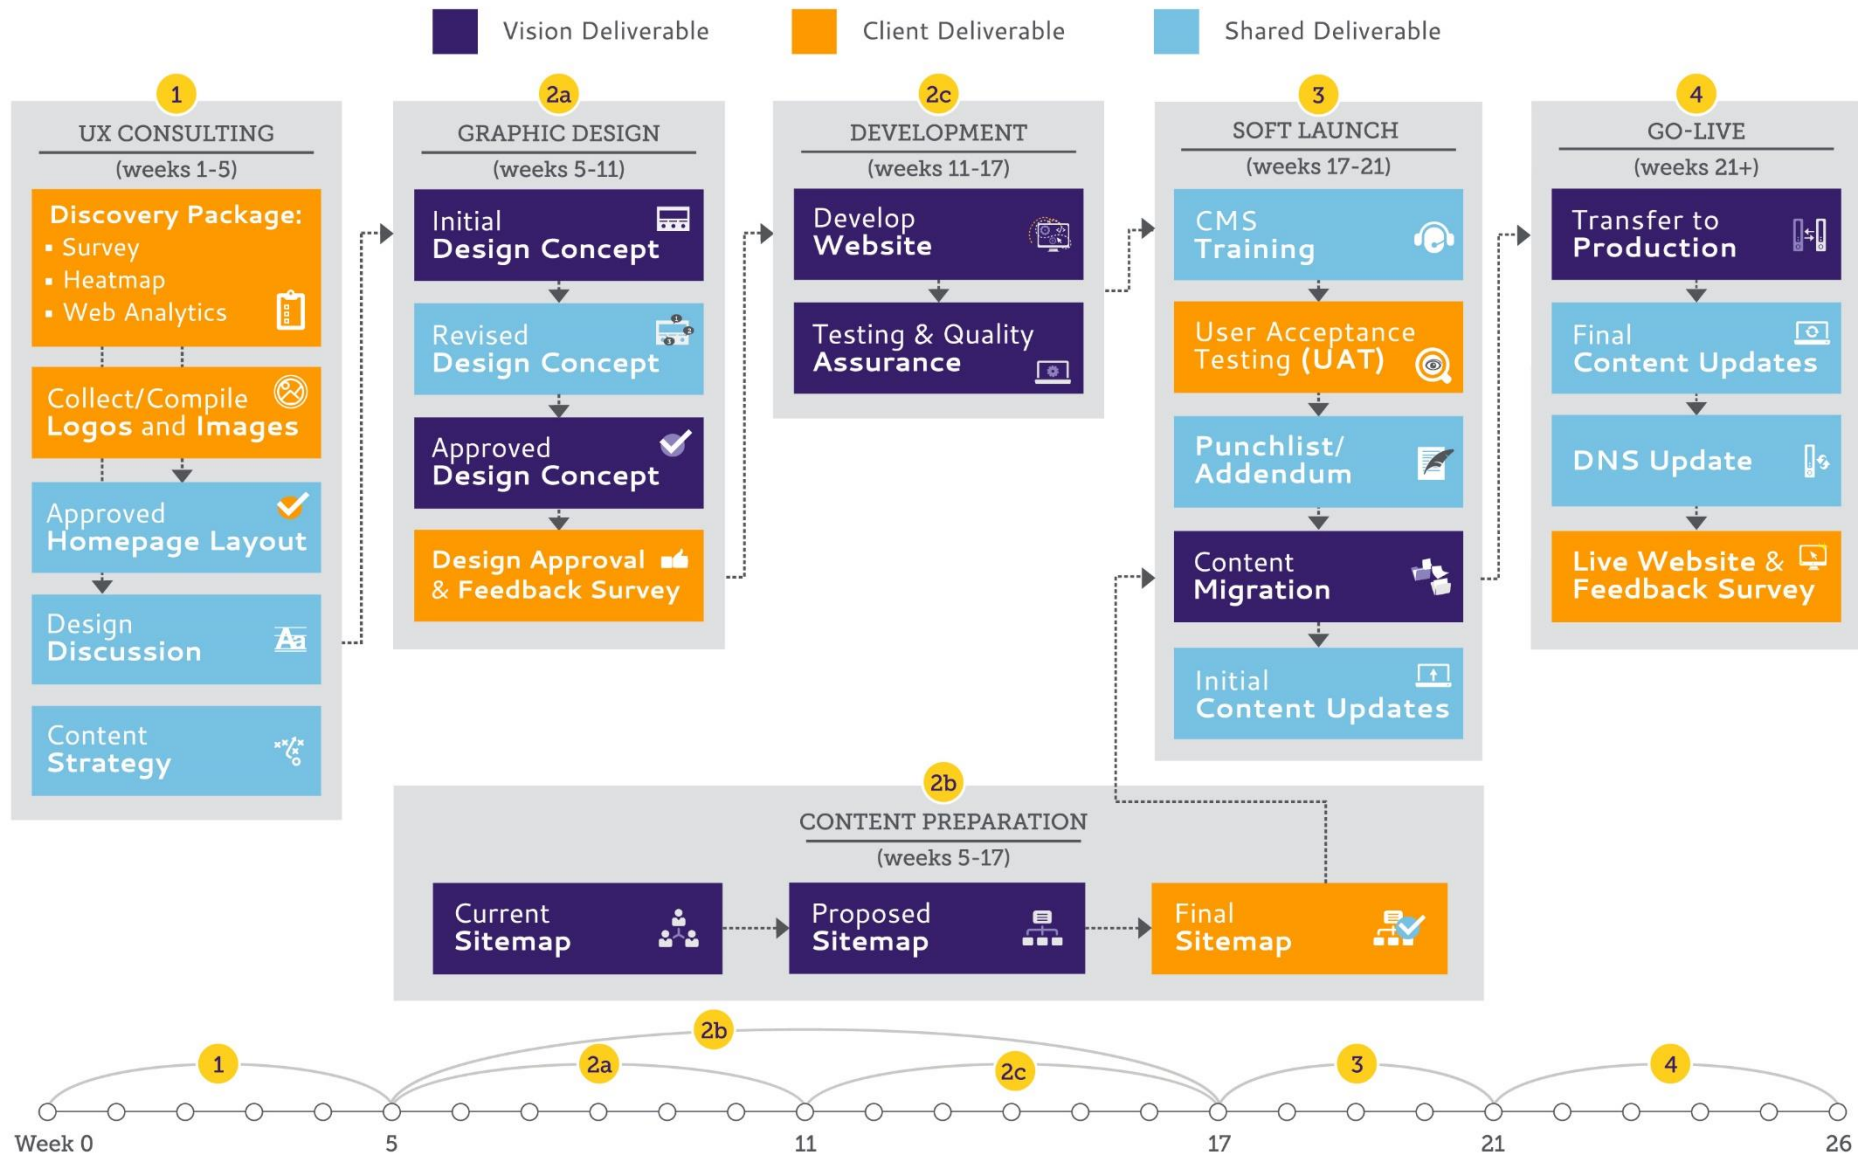 Vision Deliverable
Client Deliverable
Shared Deliverable
1
UX CONSULTING
(weeks 1-5)
Discovery Package:
▪ Survey
▪ Heatmap
▪ Web Analytics
Collect/Compile
Logos and Images
Approved
Homepage Layout
Design
Discussion
Aa
Content
Strategy
2a
GRAPHIC DESIGN
(weeks 5-11)
Initial
Design Concept
Revised
Design Concept
Approved
Design Concept
Design Approval
& Feedback Survey
2c
DEVELOPMENT
(weeks 11-17)
Develop
Website
Testing & Quality
Assurance
3
SOFT LAUNCH
(weeks 17-21)
CMS
Training
User Acceptance
Testing (UAT)
Punchlist/
Addendum
Content
Migration
Initial
Content Updates
4
GO-LIVE
(weeks 21+)
Transfer to
Production
Final
Content Updates
DNS Update
Live Website &
Feedback Survey
2b
CONTENT PREPARATION
(weeks 5-17)
Current
Sitemap
Proposed
Sitemap
Final
Sitemap
2b
1
2a
2c
3
4
Week 0
5
11
17
21
26